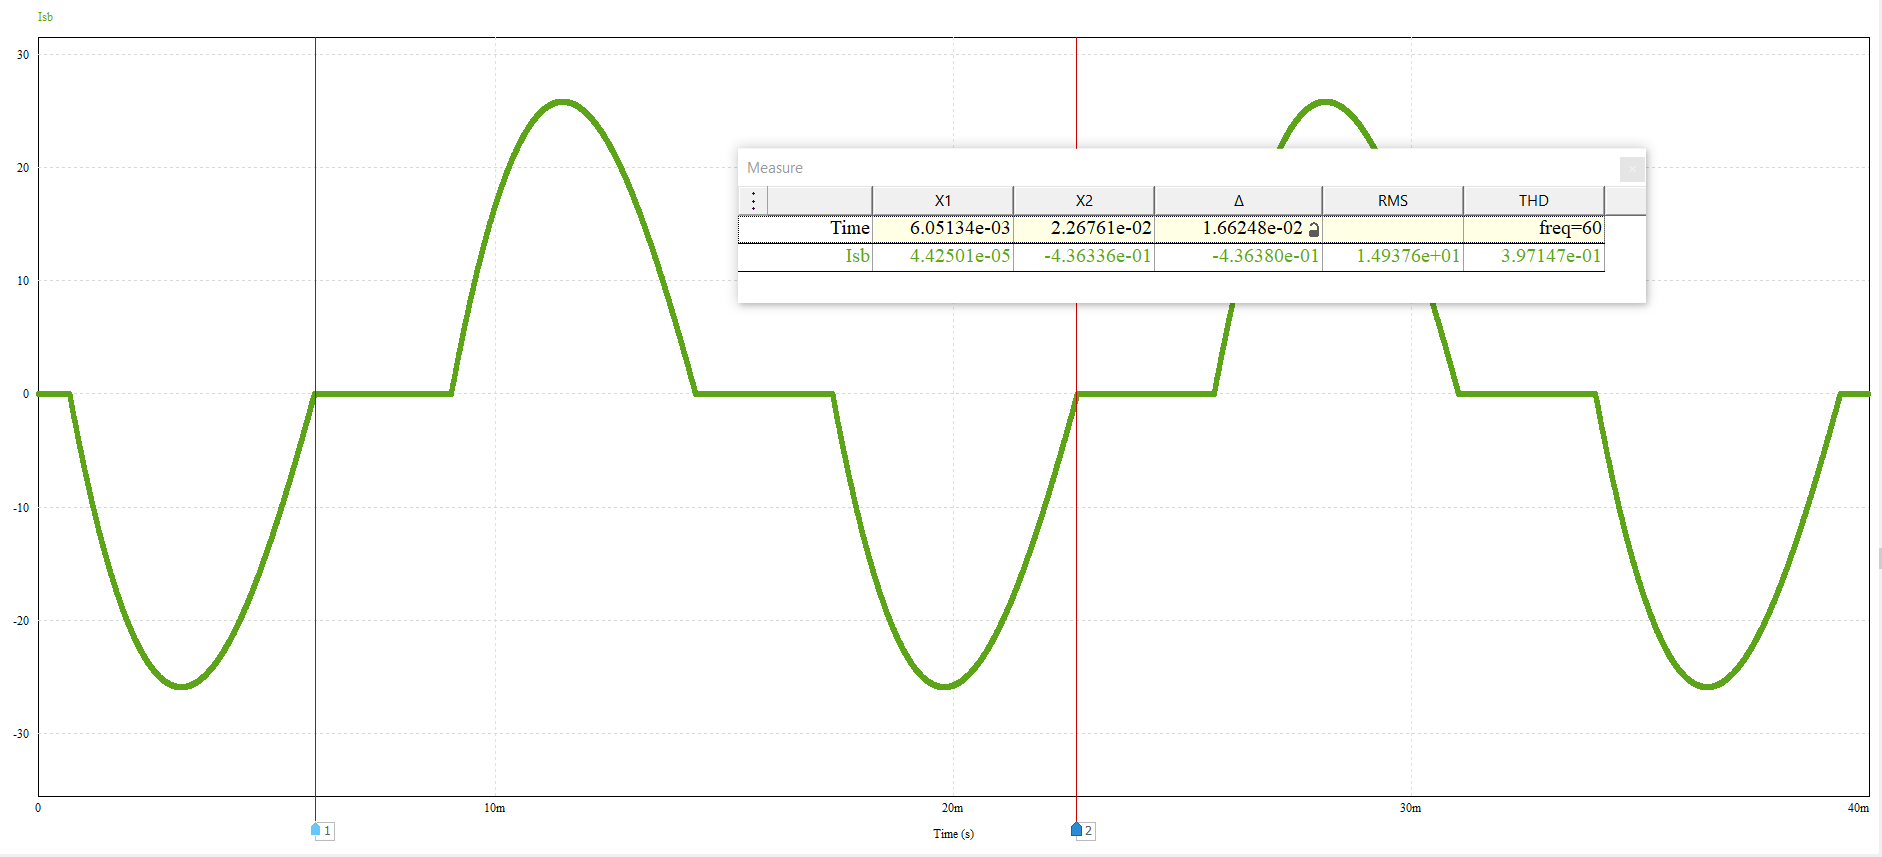 Isb
30
20
10
0
-10
-20
-30
Measure
X1 X2 Δ RMS THD
Time 6.05134e-03 2.26761e-02 1.66248e-02 freq=60
Isb 4.42501e-05 -4.36336e-01 -4.36380e-01 1.49376e+01 3.97147e-01
0 10m 20m 30m 40m
1 2
Time (s)